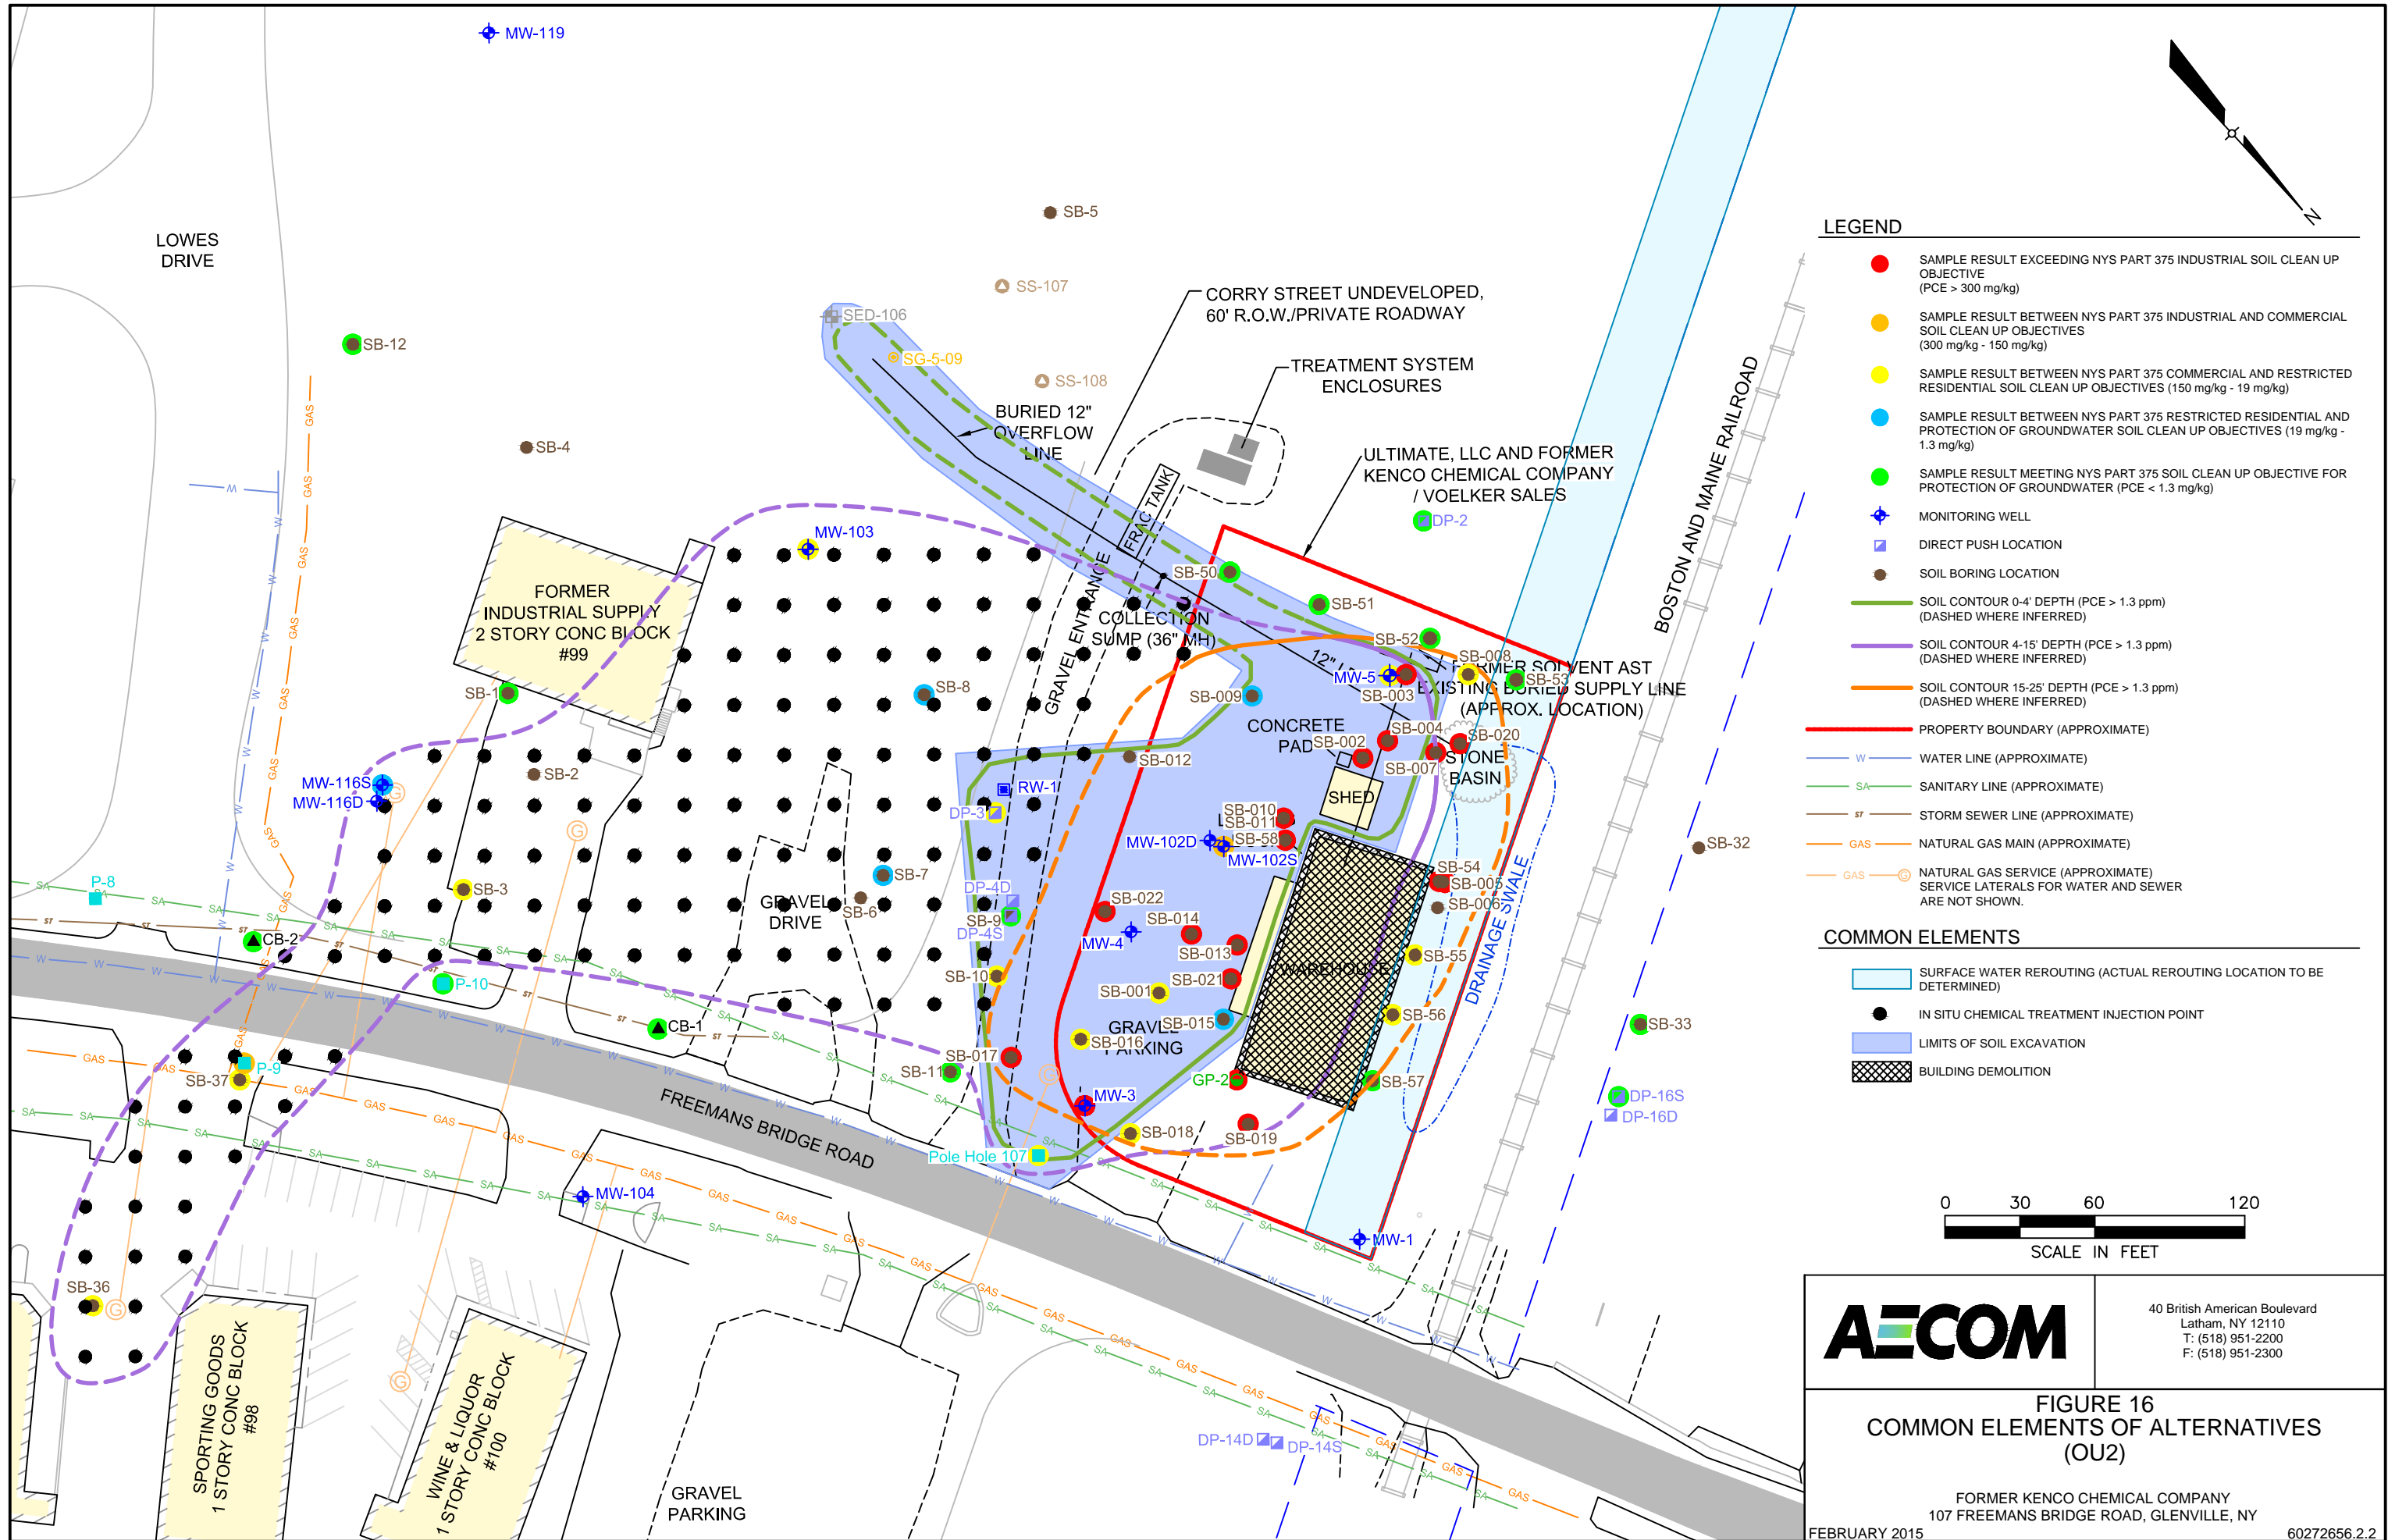 MW-119
SB-5
LOWES
DRIVE
SS-107
CORRY STREET UNDEVELOPED,
60' R.O.W./PRIVATE ROADWAY
SED-106
SB-12
SG-5-09
SS-108
TREATMENT SYSTEM
ENCLOSURES
BURIED 12"
OVERFLOW
LINE
SB-4
ULTIMATE, LLC AND FORMER
KENCO CHEMICAL COMPANY
/ VOELKER SALES
DP-2
FRAC TANK
MW-103
FORMER
INDUSTRIAL SUPPLY
2 STORY CONC BLOCK
#99
SB-50
SB-51
COLLECTION
SUMP (36" MH)
GRAVEL ENTRANCE
SB-52
12"
SB-008
MW-5
FORMER SOLVENT AST
SB-53
SB-003
EXISTING BURIED SUPPLY LINE
(APPROX. LOCATION)
SB-1
SB-8
SB-009
CONCRETE
PAD
SB-004
SB-002
SB-020
SB-007
STONE
BASIN
SB-012
SB-2
MW-116S
MW-116D
RW-1
DP-3
SHED
SB-010
SB-011
SB-58
MW-102D
MW-102S
SB-32
BOSTON AND MAINE RAILROAD
P-8
SB-3
SB-7
SB-6
DP-4D
SB-9
DP-4S
SB-022
SB-54
SB-005
SB-006
GRAVEL
DRIVE
SB-014
MW-4
SB-013
CB-2
SB-10
SB-021
SB-001
WAREHOUSE
SB-55
DRAINAGE SWALE
P-10
SB-015
SB-56
CB-1
GRAVEL
PARKING
SB-016
SB-33
SB-017
SB-11
GP-2
SB-57
P-9
SB-37
MW-3
DP-16S
DP-16D
FREEMANS BRIDGE ROAD
SB-018
SB-019
Pole Hole 107
MW-104
MW-1
SB-36
SPORTING GOODS
1 STORY CONC BLOCK
#98
WINE & LIQUOR
1 STORY CONC BLOCK
#100
GRAVEL
PARKING
DP-14D
DP-14S
N
LEGEND
SAMPLE RESULT EXCEEDING NYS PART 375 INDUSTRIAL SOIL CLEAN UP
OBJECTIVE
(PCE > 300 mg/kg)
SAMPLE RESULT BETWEEN NYS PART 375 INDUSTRIAL AND COMMERCIAL
SOIL CLEAN UP OBJECTIVES
(300 mg/kg - 150 mg/kg)
SAMPLE RESULT BETWEEN NYS PART 375 COMMERCIAL AND RESTRICTED
RESIDENTIAL SOIL CLEAN UP OBJECTIVES (150 mg/kg - 19 mg/kg)
SAMPLE RESULT BETWEEN NYS PART 375 RESTRICTED RESIDENTIAL AND
PROTECTION OF GROUNDWATER SOIL CLEAN UP OBJECTIVES (19 mg/kg -
1.3 mg/kg)
SAMPLE RESULT MEETING NYS PART 375 SOIL CLEAN UP OBJECTIVE FOR
PROTECTION OF GROUNDWATER (PCE < 1.3 mg/kg)
MONITORING WELL
DIRECT PUSH LOCATION
SOIL BORING LOCATION
SOIL CONTOUR 0-4' DEPTH (PCE > 1.3 ppm)
(DASHED WHERE INFERRED)
SOIL CONTOUR 4-15' DEPTH (PCE > 1.3 ppm)
(DASHED WHERE INFERRED)
SOIL CONTOUR 15-25' DEPTH (PCE > 1.3 ppm)
(DASHED WHERE INFERRED)
PROPERTY BOUNDARY (APPROXIMATE)
W WATER LINE (APPROXIMATE)
SA SANITARY LINE (APPROXIMATE)
ST STORM SEWER LINE (APPROXIMATE)
GAS NATURAL GAS MAIN (APPROXIMATE)
GAS G NATURAL GAS SERVICE (APPROXIMATE)
SERVICE LATERALS FOR WATER AND SEWER
ARE NOT SHOWN.
COMMON ELEMENTS
SURFACE WATER REROUTING (ACTUAL REROUTING LOCATION TO BE
DETERMINED)
IN SITU CHEMICAL TREATMENT INJECTION POINT
LIMITS OF SOIL EXCAVATION
BUILDING DEMOLITION
0 30 60 120
SCALE IN FEET
AECOM
40 British American Boulevard
Latham, NY 12110
T: (518) 951-2200
F: (518) 951-2300
FIGURE 16
COMMON ELEMENTS OF ALTERNATIVES
(OU2)
FORMER KENCO CHEMICAL COMPANY
107 FREEMANS BRIDGE ROAD, GLENVILLE, NY
FEBRUARY 2015 60272656.2.2